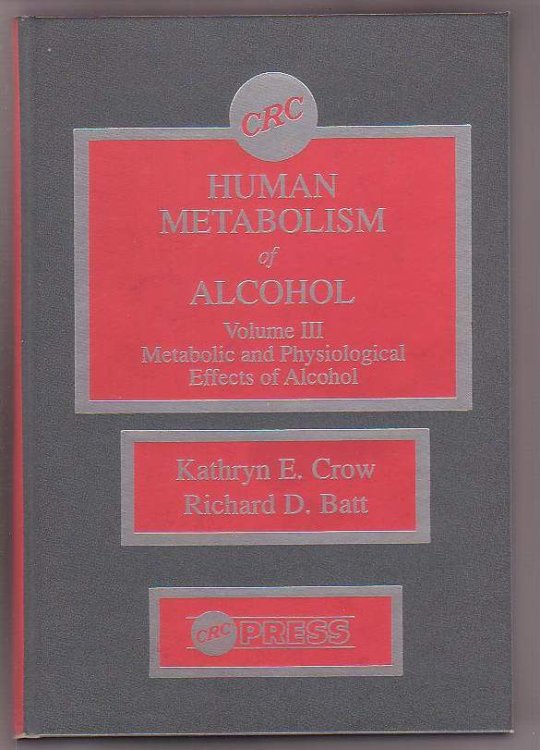 CRC
HUMAN
METABOLISM
of
ALCOHOL
Volume III
Metabolic and Physiological
Effects of Alcohol
Kathryn E. Crow
Richard D. Batt
CRC PRESS